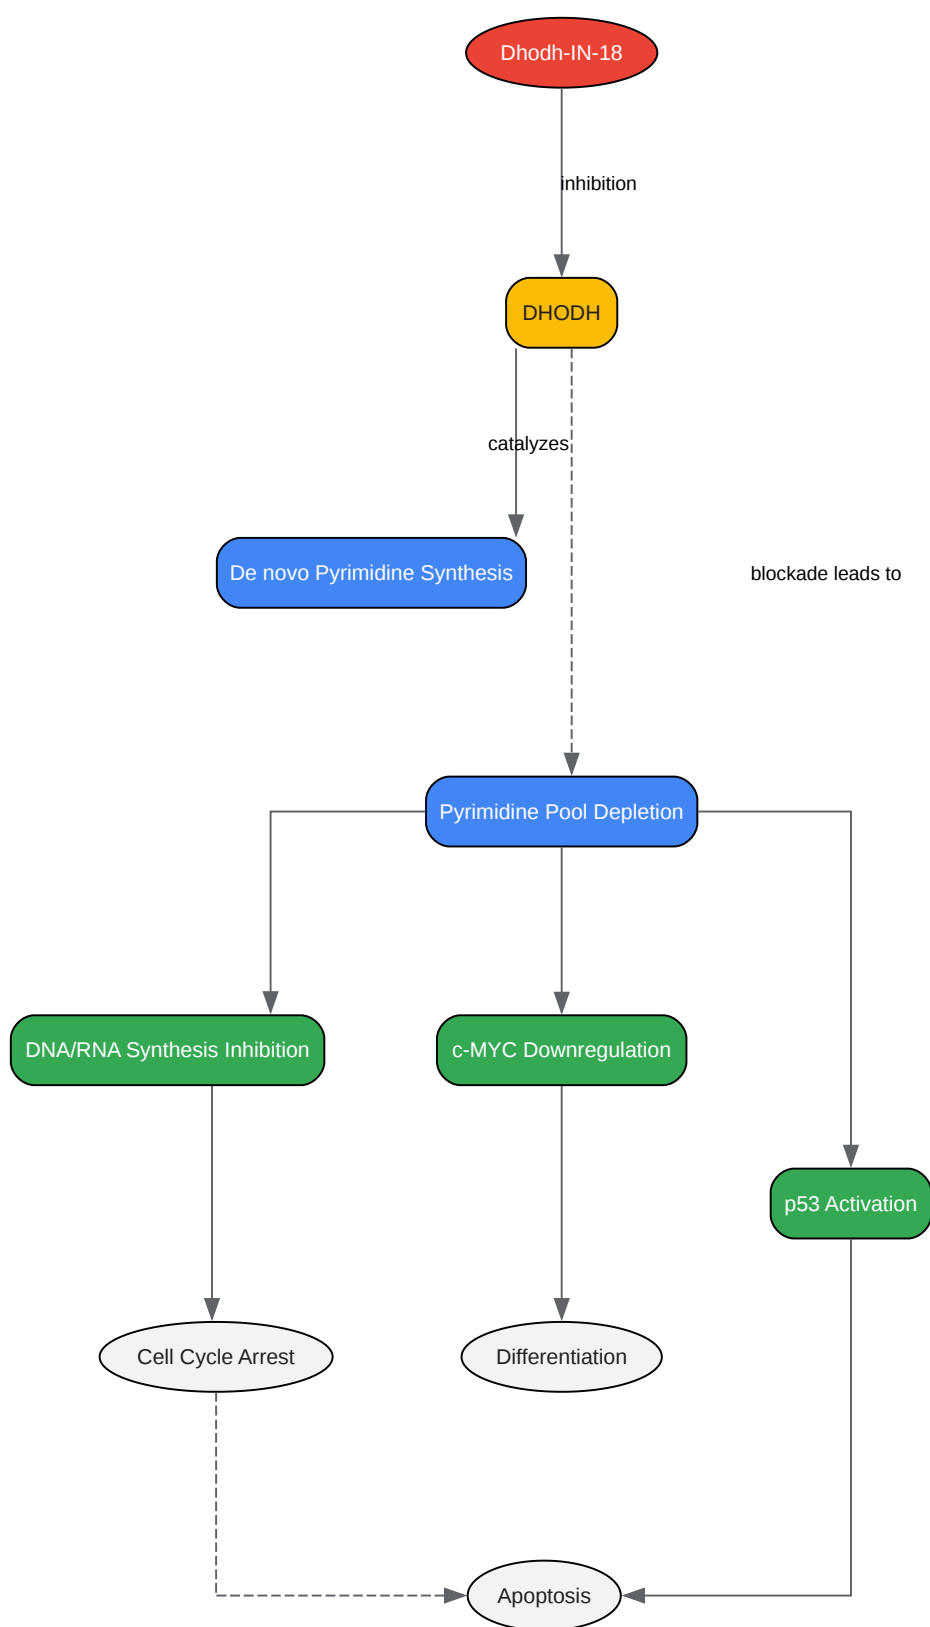 Dhodh-IN-18
inhibition
DHODH
catalyzes
De novo Pyrimidine Synthesis
blockade leads to
Pyrimidine Pool Depletion
DNA/RNA Synthesis Inhibition
c-MYC Downregulation
p53 Activation
Cell Cycle Arrest
Differentiation
Apoptosis